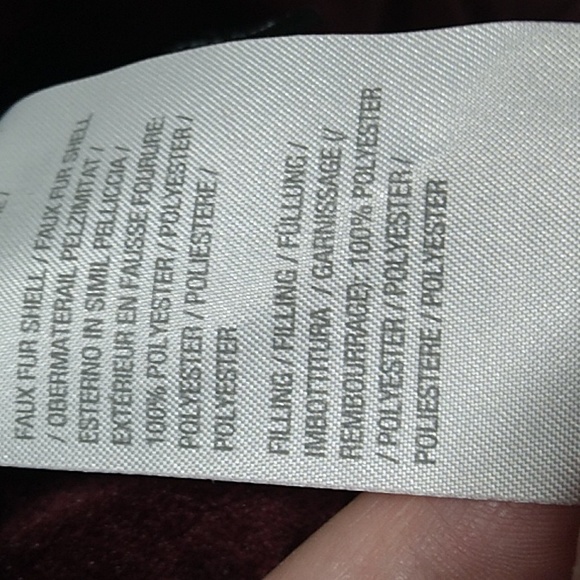 FAUX FUR SHELL / FAUX FUR SHELL
/ OBERMATERAIL PELZIMITAT /
ESTERNO IN SIMIL PELLICCIA /
EXTÉRIEUR EN FAUSSE FOURURE:
100% POLYESTER / POLYESTER /
POLYESTER / POLIESTERE /
POLYESTER
FILLING / FILLING / FÜLLUNG /
IMBOTTITURA / GARNISSAGE (/
REMBOURRAGE): 100% POLYESTER
/ POLYESTER / POLYESTER /
POLIESTERE / POLYESTER